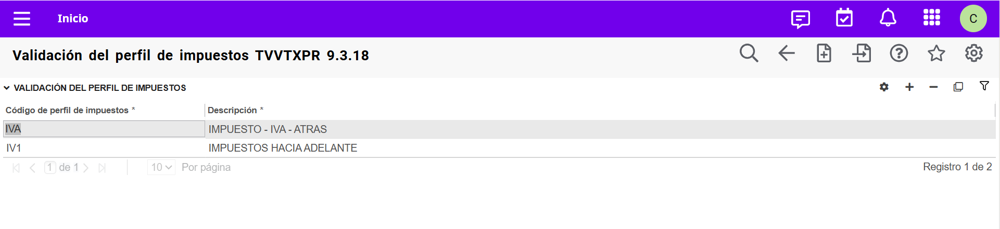 Inicio
C
Validación del perfil de impuestos TVVTXPR 9.3.18
VALIDACIÓN DEL PERFIL DE IMPUESTOS
Código de perfil de impuestos * Descripción *
IVA IMPUESTO - IVA - ATRAS
IV1 IMPUESTOS HACIA ADELANTE
1 de 1 10 Por página Registro 1 de 2